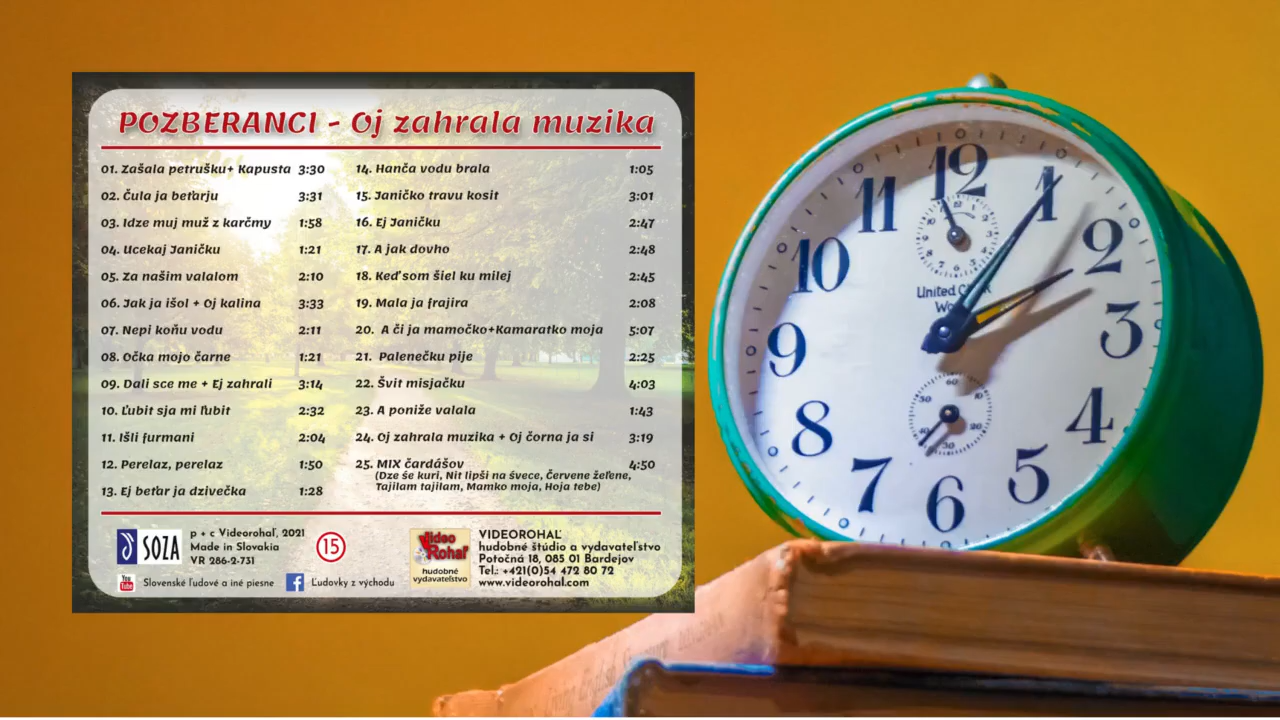 POZBERANCI - Oj zahrala muzika
01. Zašala petrušku+ Kapusta 3:30
02. Čula ja beťarju 3:31
03. Idze muj muž z karčmy 1:58
04. Ucekaj Janičku 1:21
05. Za našim valalom 2:10
06. Jak ja išol + Oj kalina 3:33
07. Nepi koňu vodu 2:11
08. Očka mojo čarne 1:21
09. Dali sce me + Ej zahrali 3:14
10. Ľubit sja mi ľubit 2:32
11. Išli furmani 2:04
12. Perelaz, perelaz 1:50
13. Ej beťar ja dzivečka 1:28
14. Hanča vodu brala 1:05
15. Janičko travu kosit 3:01
16. Ej Janičku 2:47
17. A jak dovho 2:48
18. Keď som šiel ku milej 2:45
19. Mala ja frajira 2:08
20. A či ja mamočko+Kamaratko moja 5:07
21. Palenečku pije 2:25
22. Švit misjačku 4:03
23. A poniže valala 1:43
24. Oj zahrala muzika + Oj čorna ja si 3:19
25. MIX čardášov 4:50
(Dze še kuri, Nit lipši na švece, Červene žeľene,
Tajilam tajilam, Mamko moja, Hoja tebe)
SOZA
p + c Videorohaľ, 2021
Made in Slovakia
VR 286-2-731
15
Video
Rohaľ
hudobné
vydavateľstvo
VIDEOROHAĽ
hudobné štúdio a vydavateľstvo
Potočná 18, 085 01 Bardejov
Tel.: +421(0)54 472 80 72
www.videorohal.com
You
Tube
Slovenské ľudové a iné piesne
f
Ľudovky z východu
12
1
2
3
4
5
6
7
8
9
10
11
United
60
10
20
30
40
50